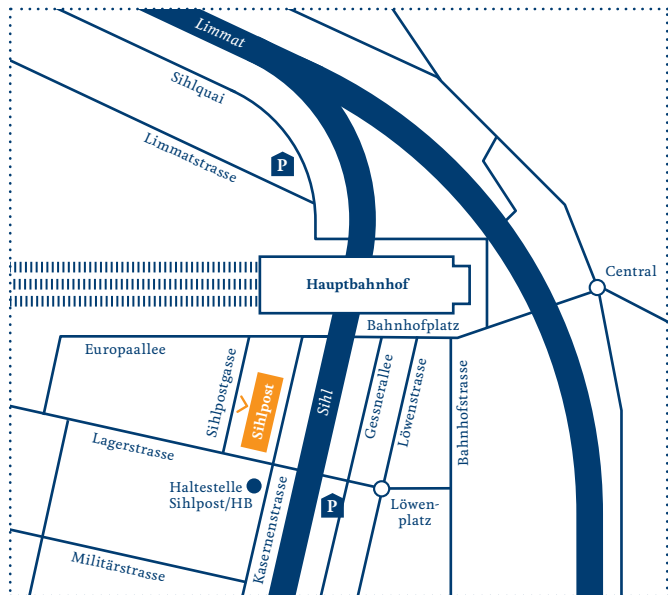 Limmat
Sihlquai
Limmatstrasse
P
Central
Hauptbahnhof
Bahnhofplatz
Europaallee
Sihlpostgasse
Sihlpost
Sihl
Gessnerallee
Löwenstrasse
Bahnhofstrasse
Lagerstrasse
Haltestelle
Sihlpost/HB
Kasernenstrasse
P
Löwen-
platz
Militärstrasse